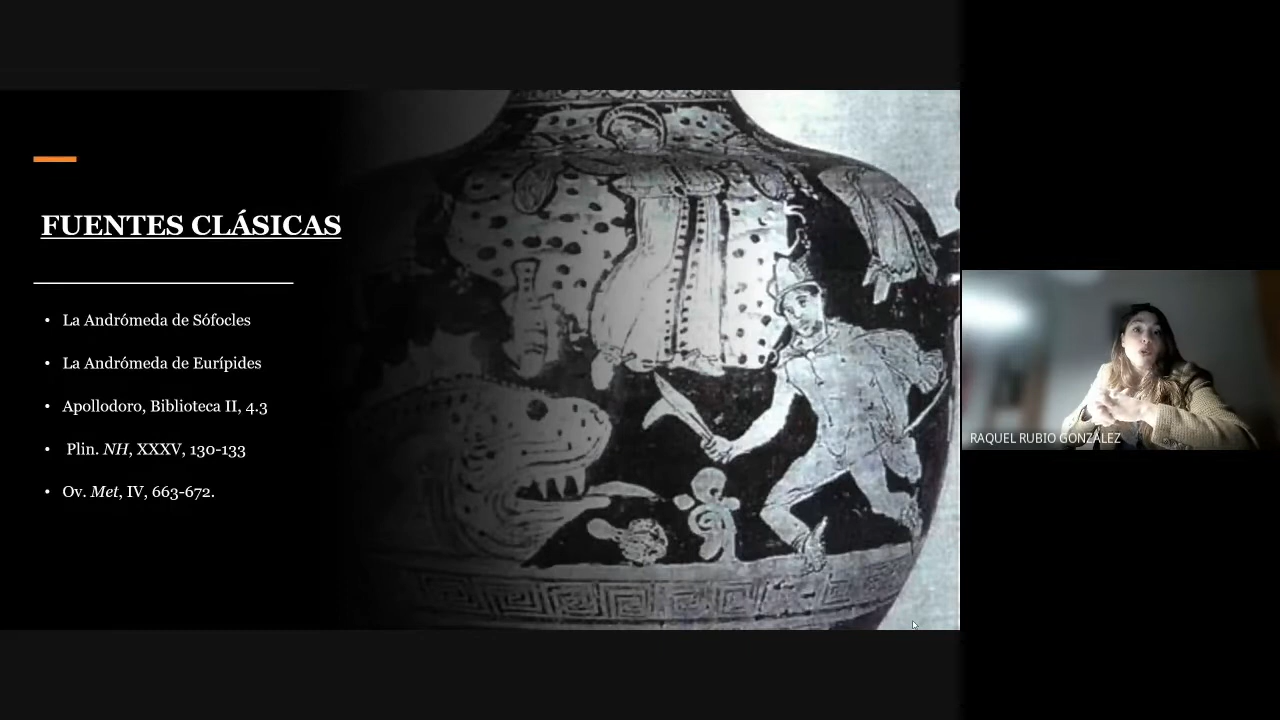 FUENTES CLÁSICAS
• La Andrómeda de Sófocles
• La Andrómeda de Eurípides
• Apollodoro, Biblioteca II, 4.3
• Plin. NH, XXXV, 130-133
• Ov. Met, IV, 663-672.
RAQUEL RUBIO GONZÁLEZ